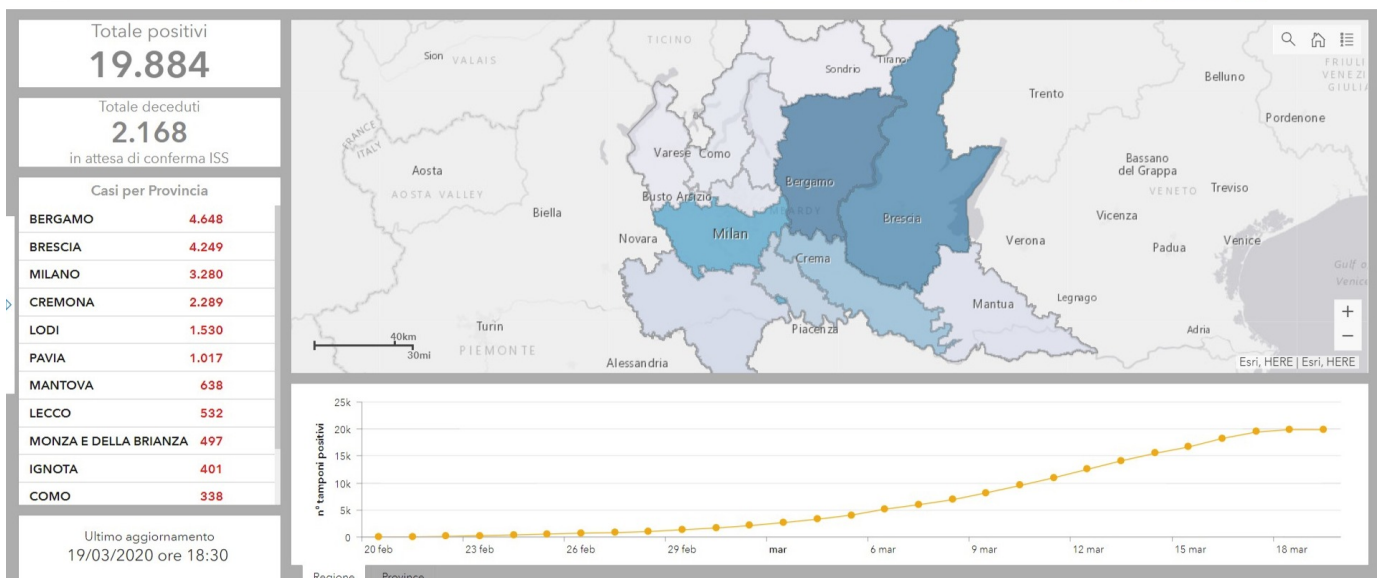 Totale positivi
19.884
Totale deceduti
2.168
in attesa di conferma ISS
Casi per Provincia
BERGAMO 4.648
BRESCIA 4.249
MILANO 3.280
CREMONA 2.289
LODI 1.530
PAVIA 1.017
MANTOVA 638
LECCO 532
MONZA E DELLA BRIANZA 497
IGNOTA 401
COMO 338
Ultimo aggiornamento
19/03/2020 ore 18:30
TICINO
Sion VALAIS
Sondrio
Tirano
Trento
Belluno
FRIULI
VENEZI
GIULIA
Pordenone
FRANCE
ITALY
Aosta
AOSTA VALLEY
Varese Como
Busto Arsizio
Bergamo
Bassano
del Grappa
VENETO Treviso
Biella
Novara
Milan
Brescia
Vicenza
Verona
Padua
Venice
Gulf o
Venice
Crema
Mantua
Legnago
Turin
PIEMONTE
Piacenza
Adria
Alessandria
40km
30mi
+
−
Esri, HERE | Esri, HERE
n° tamponi positivi
25k
20k
15k
10k
5k
0
20 feb 23 feb 26 feb 29 feb mar 6 mar 9 mar 12 mar 15 mar 18 mar
Regione Province